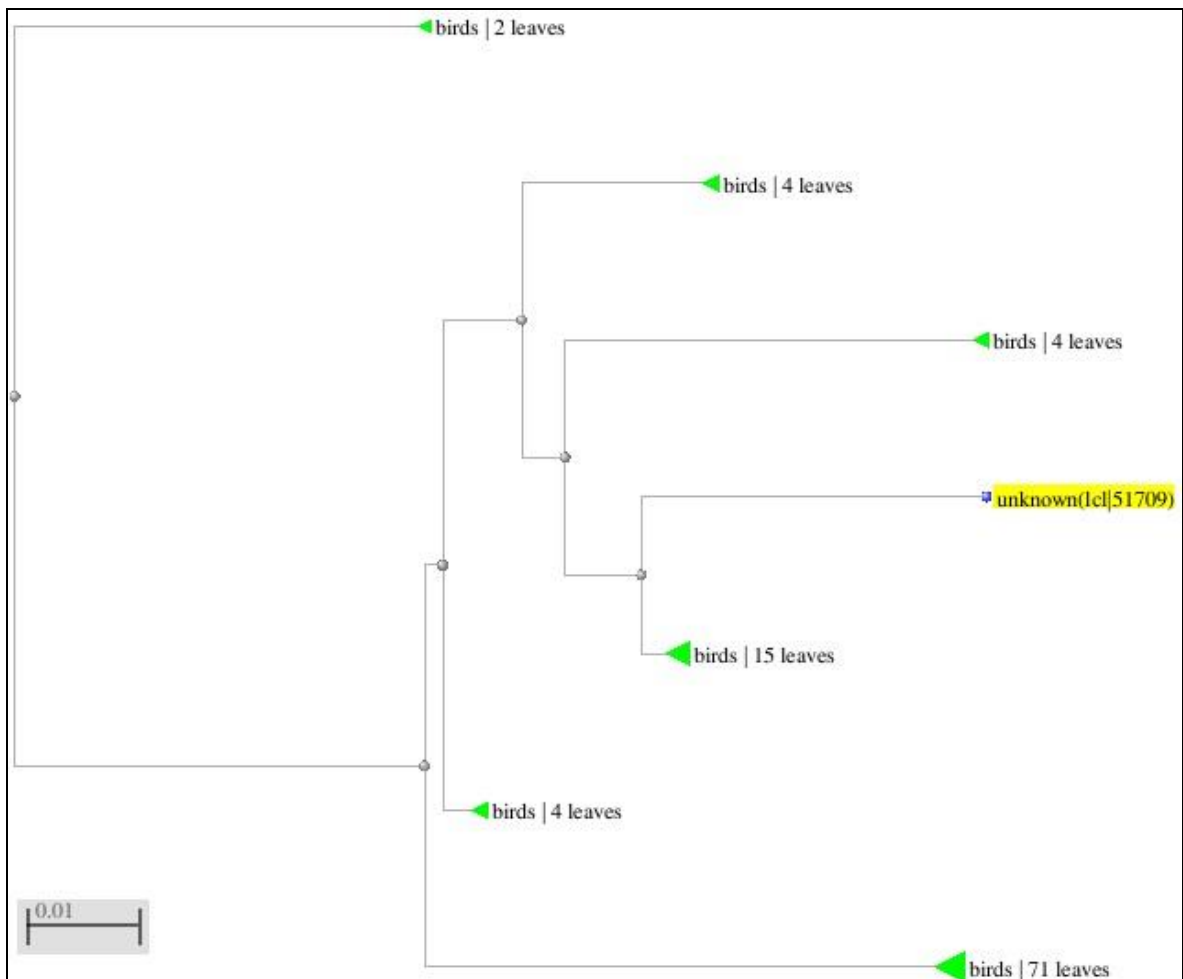 birds | 2 leaves
birds | 4 leaves
birds | 4 leaves
unknown(lcl|51709)
birds | 15 leaves
birds | 4 leaves
0.01
birds | 71 leaves